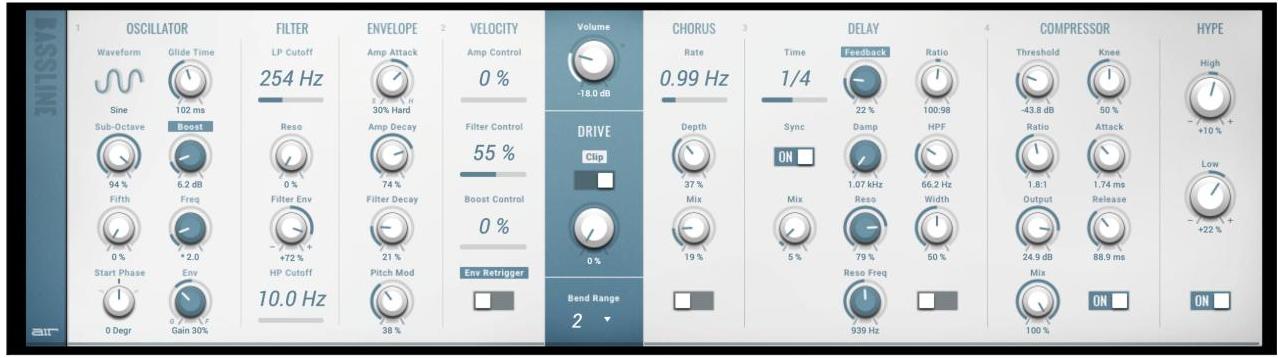 BASSLINE
air
1 OSCILLATOR
Waveform Glide Time
Sine 102 ms
Sub-Octave Boost
94 % 6.2 dB
Fifth Freq
0 % * 2.0
Start Phase Env
G F
0 Degr Gain 30%
FILTER
LP Cutoff
254 Hz
Reso
0 %
Filter Env
- +
+72 %
HP Cutoff
10.0 Hz
ENVELOPE
Amp Attack
S H
30% Hard
Amp Decay
74 %
Filter Decay
21 %
Pitch Mod
38 %
2 VELOCITY
Amp Control
0 %
Filter Control
55 %
Boost Control
0 %
Env Retrigger
Volume
-18.0 dB
DRIVE
Clip
0 %
Bend Range
2
CHORUS
Rate
0.99 Hz
Depth
37 %
Mix
19 %
3 DELAY
Time Feedback Ratio
1/4
22 % 100:98
Sync Damp HPF
ON
1.07 kHz 66.2 Hz
Mix Reso Width
5 % 79 % 50 %
Reso Freq
939 Hz
4 COMPRESSOR
Threshold Knee
-43.8 dB 50 %
Ratio Attack
1.8:1 1.74 ms
Output Release
24.9 dB 88.9 ms
Mix
ON
100 %
HYPE
High
- +
+10 %
Low
- +
+22 %
ON